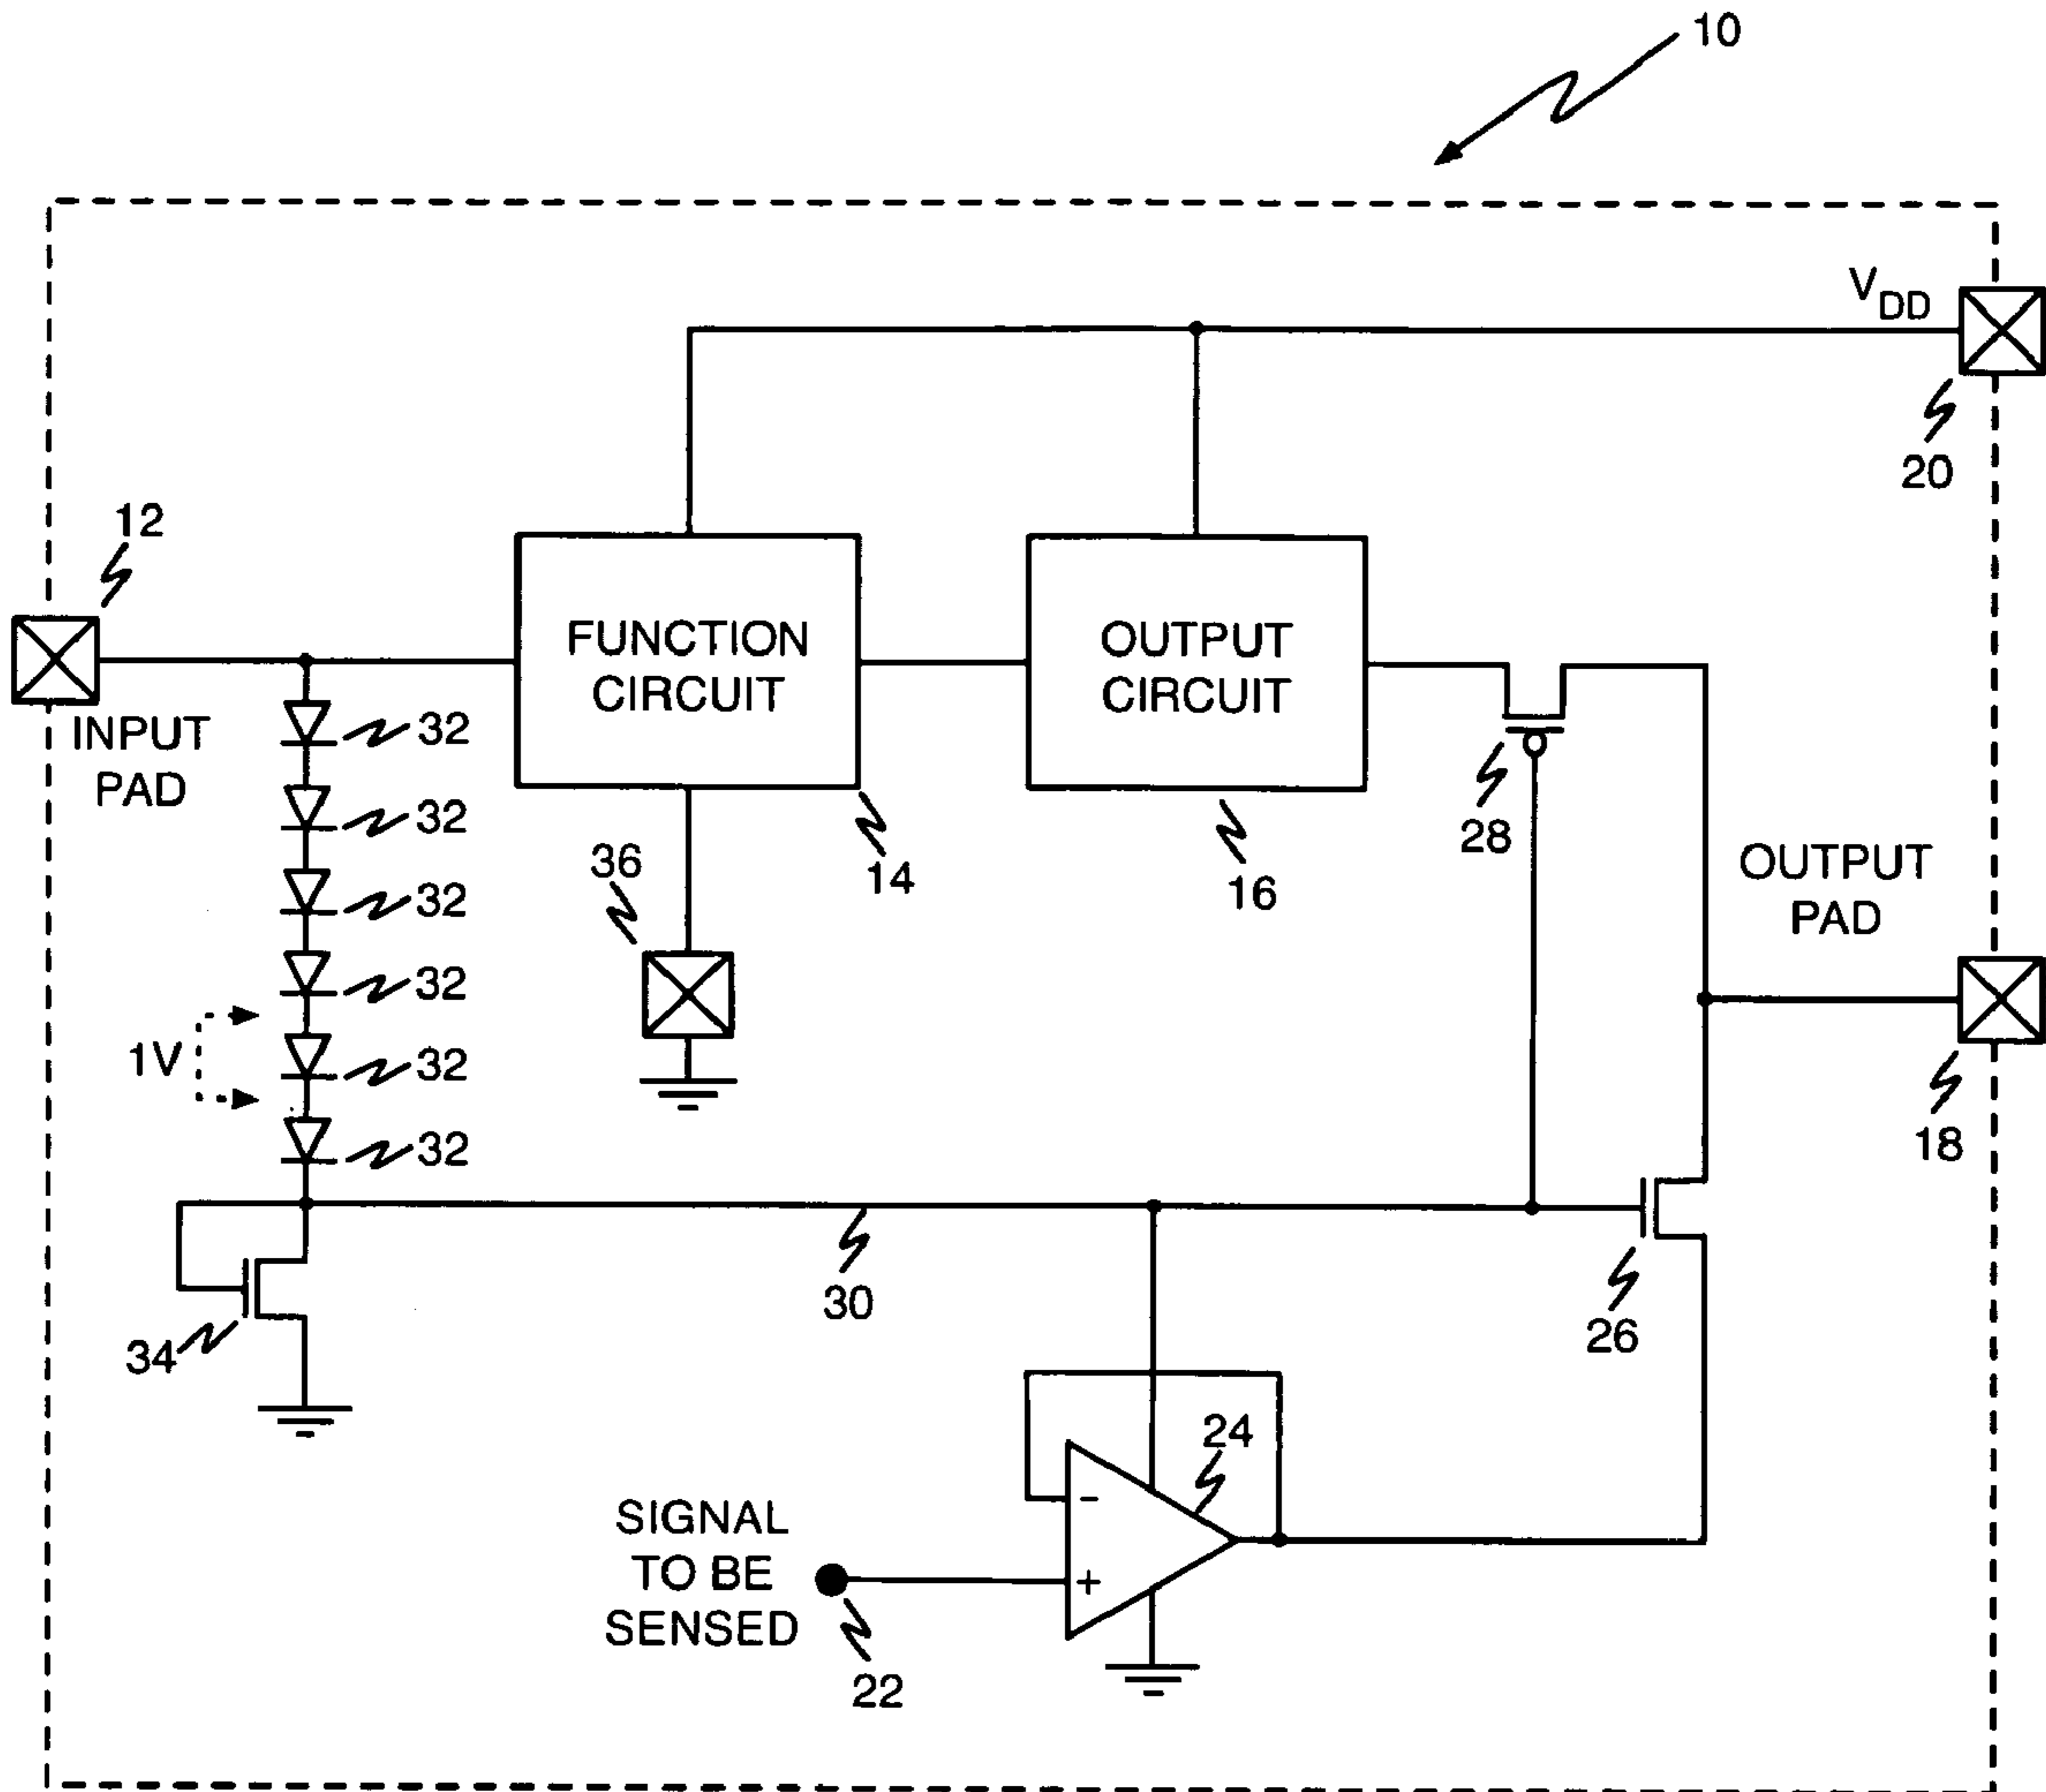 10
V_DD
20
12
FUNCTION
CIRCUIT
OUTPUT
CIRCUIT
INPUT
PAD
32
32
32
32
32
32
1V
36
14
16
28
OUTPUT
PAD
18
34
30
26
24
-
+
SIGNAL
TO BE
SENSED
22